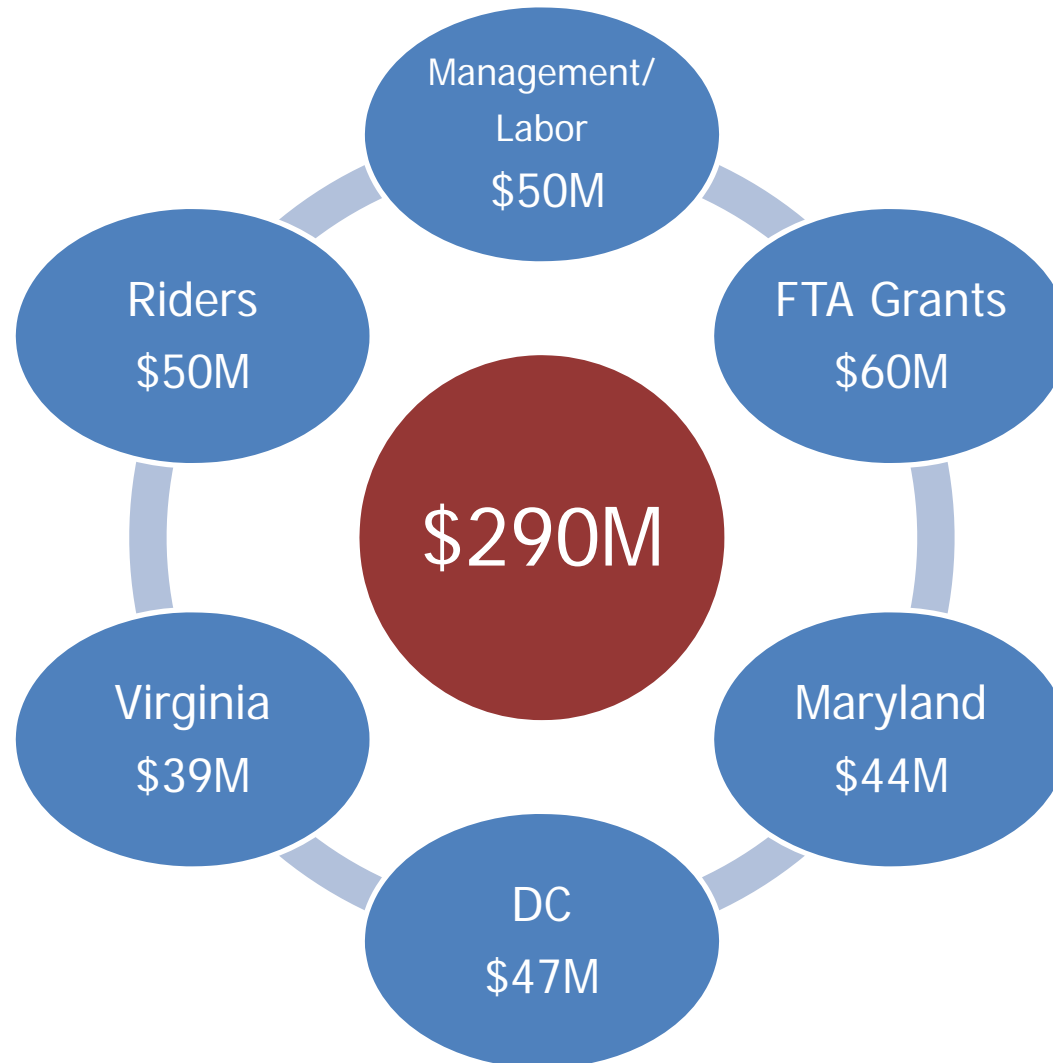 Management/
Labor
$50M
Riders
$50M
FTA Grants
$60M
$290M
Virginia
$39M
Maryland
$44M
DC
$47M